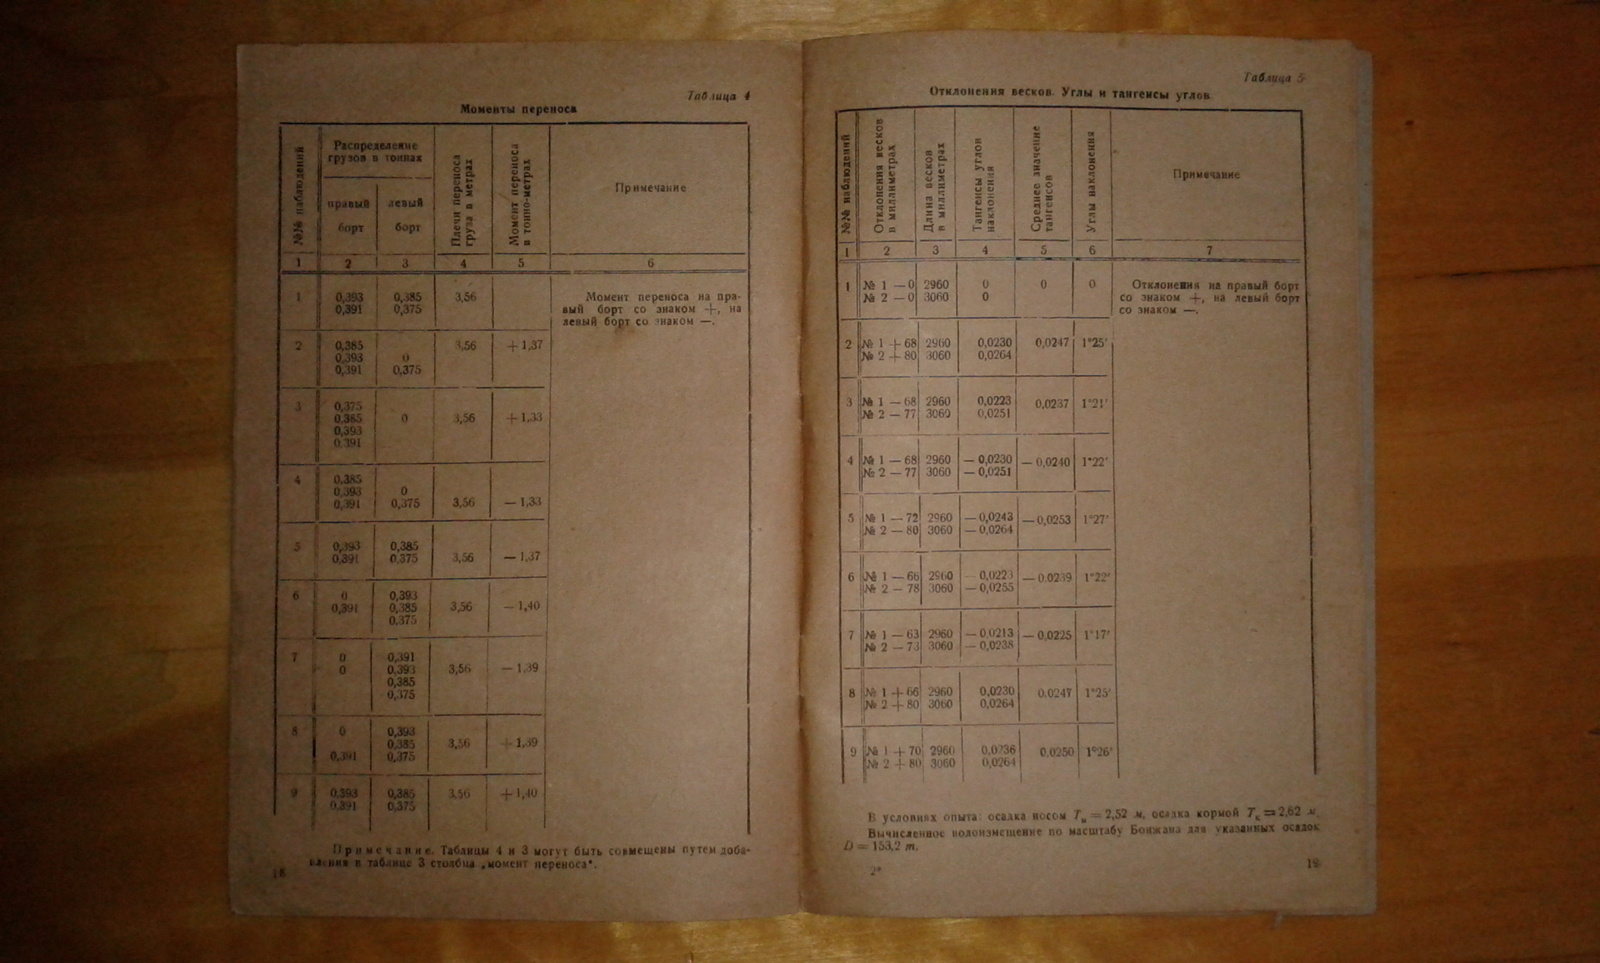 Таблица 4
Моменты переноса
№№ наблюдений
Распределение
грузов в тоннах
правый
борт
левый
борт
Плечи переноса
груза в метрах
Момент переноса
в тонно-метрах
Примечание
1 2 3 4 5 6
1 0,393 0,385 3,56
0,391 0,375
Момент переноса на пра-
вый борт со знаком +, на
левый борт со знаком —.
2 0,385 3,56 +1,37
0,393 0
0,391 0,375
3 0,375
0,385 0 3,56 +1,33
0,393
0,391
4 0,385
0,393 0
0,391 0,375 3,56 —1,33
5 0,393 0,385
0,391 0,375 3,56 —1,37
6 0 0,393
0,391 0,385 3,56 —1,40
0,375
7 0 0,391
0 0,393 3,56 —1,39
0,385
0,375
8 0 0,393
0,385 3,56 +1,39
0,391 0,375
9 0,393 0,385 3,56 +1,40
0,391 0,375
Примечание. Таблицы 4 и 3 могут быть совмещены путем доба-
вления в таблице 3 столбца „момент переноса“.
18
Таблица 5
Отклонения весков. Углы и тангенсы углов
№№ наблюдений
Отклонения весков
в миллиметрах
Длина весков
в миллиметрах
Тангенсы углов
наклонения
Среднее значение
тангенсов
Углы наклонения
Примечание
1 2 3 4 5 6 7
1 № 1 —0 2960 0 0 0
№ 2 —0 3060 0
Отклонения на правый борт
со знаком +, на левый борт
со знаком —.
2 № 1 +68 2960 0,0230 0,0247 1°25′
№ 2 +80 3060 0,0264
3 № 1 —68 2960 0,0223 0,0237 1°21′
№ 2 —77 3060 0,0251
4 № 1 —68 2960 —0,0230 —0,0240 1°22′
№ 2 —77 3060 —0,0251
5 № 1 —72 2960 —0,0243 —0,0253 1°27′
№ 2 —80 3060 —0,0264
6 № 1 —66 2960 —0,0223 —0,0239 1°22′
№ 2 —78 3060 —0,0255
7 № 1 —63 2960 —0,0213 —0,0225 1°17′
№ 2 —73 3060 —0,0238
8 № 1 +66 2960 0,0230 0,0247 1°25′
№ 2 +80 3060 0,0264
9 № 1 +70 2960 0,0236 0,0250 1°26′
№ 2 +80 3060 0,0264
В условиях опыта: осадка носом Tн = 2,52 м, осадка кормой Tк = 2,62 м.
Вычисленное водоизмещение по масштабу Бонжана для указанных осадок
D = 153,2 т.
2*
19